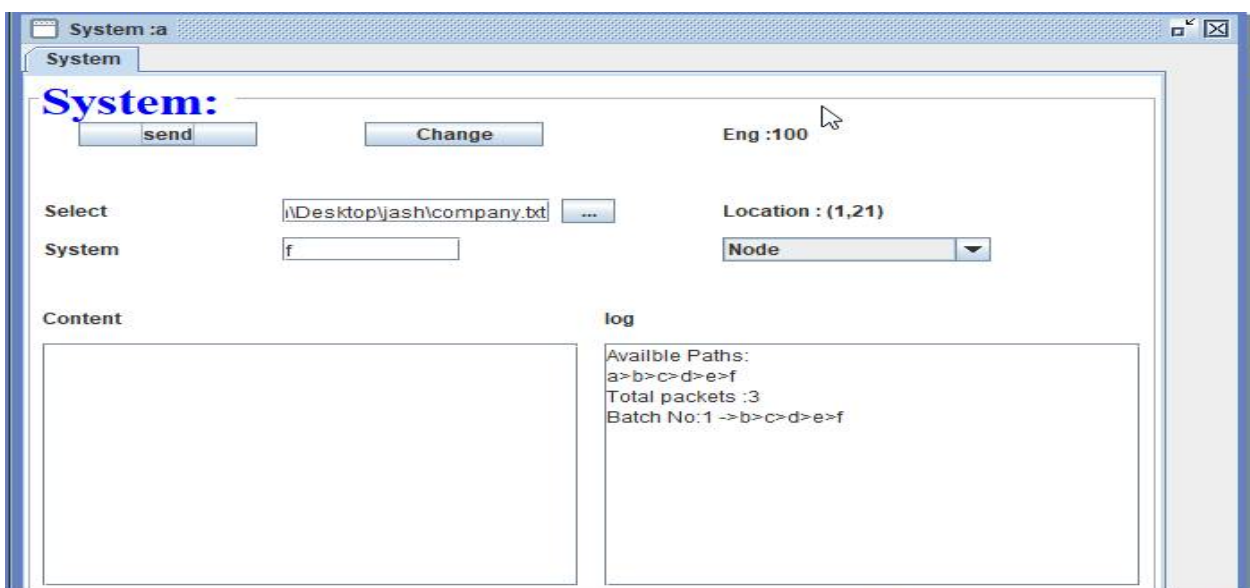 System :a
System
System:
send Change Eng :100
Select \Desktop\jash\company.txt ... Location : (1,21)
System f Node
Content log
Availble Paths:
a>b>c>d>e>f
Total packets :3
Batch No:1 ->b>c>d>e>f